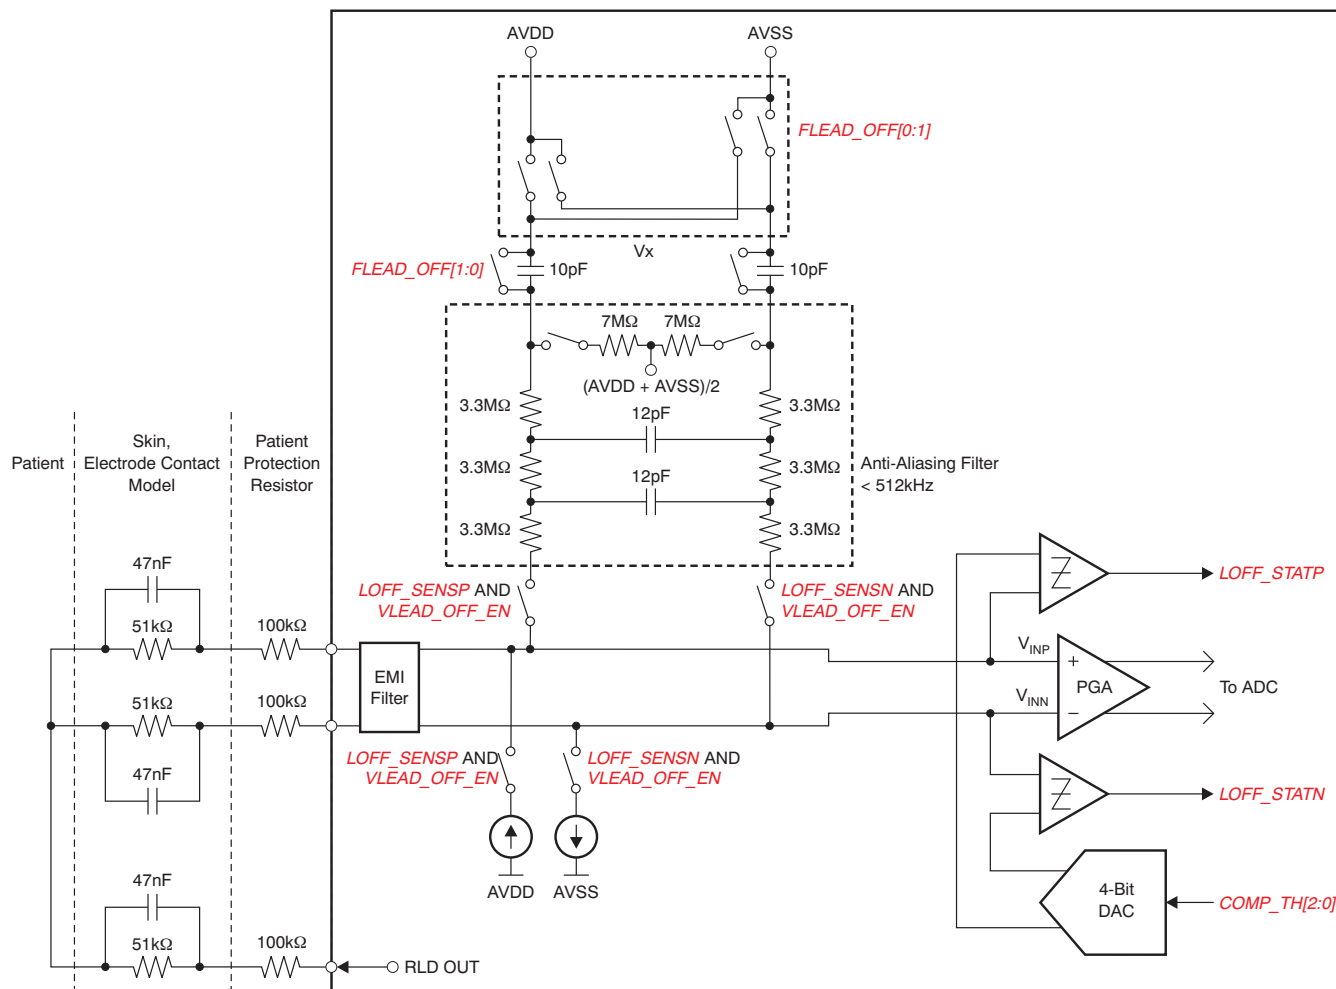 AVDD
AVSS
FLEAD_OFF[0:1]
Vx
FLEAD_OFF[1:0]
10pF
10pF
7MΩ
7MΩ
(AVDD + AVSS)/2
3.3MΩ
3.3MΩ
12pF
3.3MΩ
3.3MΩ
12pF
3.3MΩ
3.3MΩ
Anti-Aliasing Filter
< 512kHz
Patient
Skin,
Electrode Contact
Model
Patient
Protection
Resistor
LOFF_SENSP AND
VLEAD_OFF_EN
LOFF_SENSN AND
VLEAD_OFF_EN
47nF
51kΩ
100kΩ
EMI
Filter
51kΩ
100kΩ
47nF
LOFF_SENSP AND
VLEAD_OFF_EN
LOFF_SENSN AND
VLEAD_OFF_EN
AVDD
AVSS
47nF
51kΩ
100kΩ
RLD OUT
LOFF_STATP
VINP
+
PGA
To ADC
VINN
−
LOFF_STATN
4-Bit
DAC
COMP_TH[2:0]